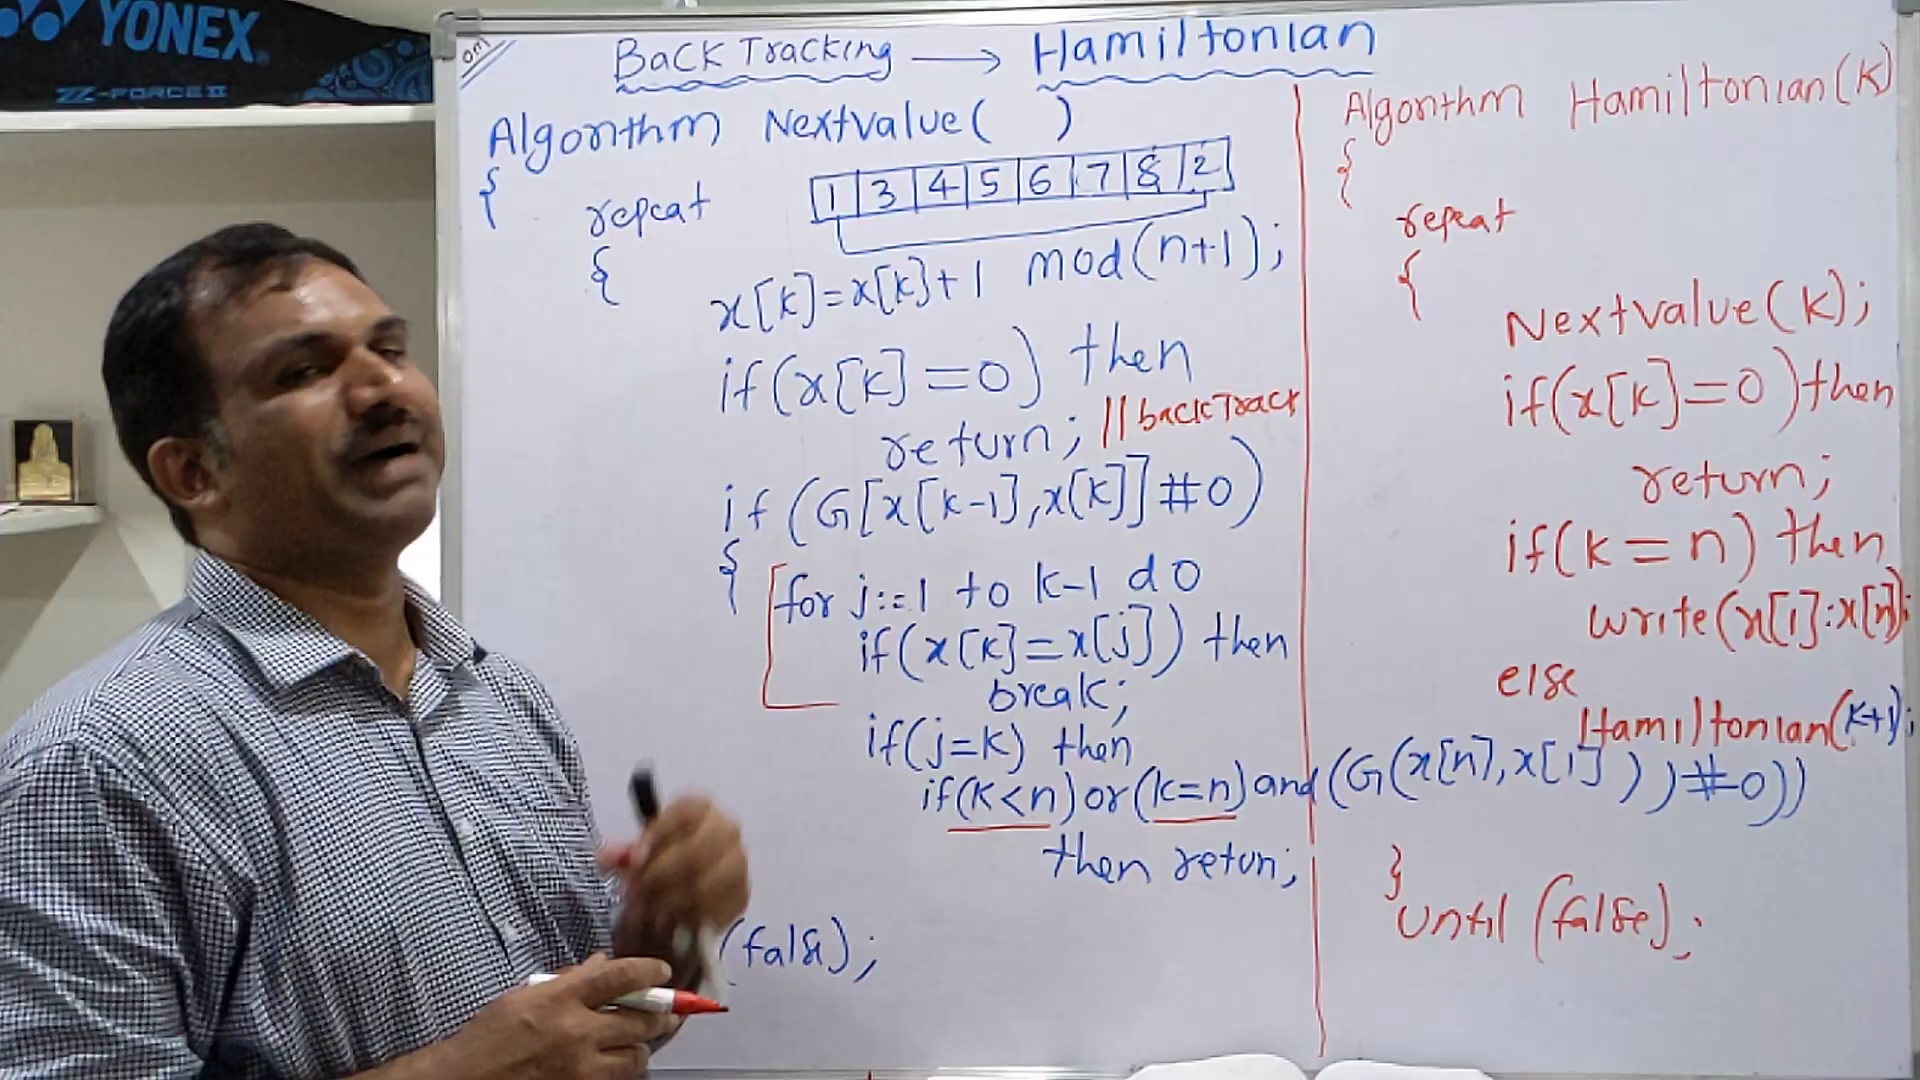 YONEX
ZZ-FORCE II
om
Back Tracking → Hamiltonian
Algorithm Nextvalue( )
{
repeat
1 3 4 5 6 7 8 2
{
x[k]=x[k]+1 mod(n+1);
if(x[k]=0) then
return; //backTrack
if(G[x[k-1],x[k]]#0)
{
for j:=1 to k-1 do
if(x[k]=x[j]) then
break;
if(j=k) then
if(k<n)or(k=n)and(G(x[n],x[1]))#0))
then retun;
(false);
Algorithm Hamiltonian(k)
{
repeat
{
Nextvalue(k);
if(x[k]=0)then
return;
if(k=n) then
write(x[1]:x[n]);
else
Hamiltonian(k+1);
}
until (false);